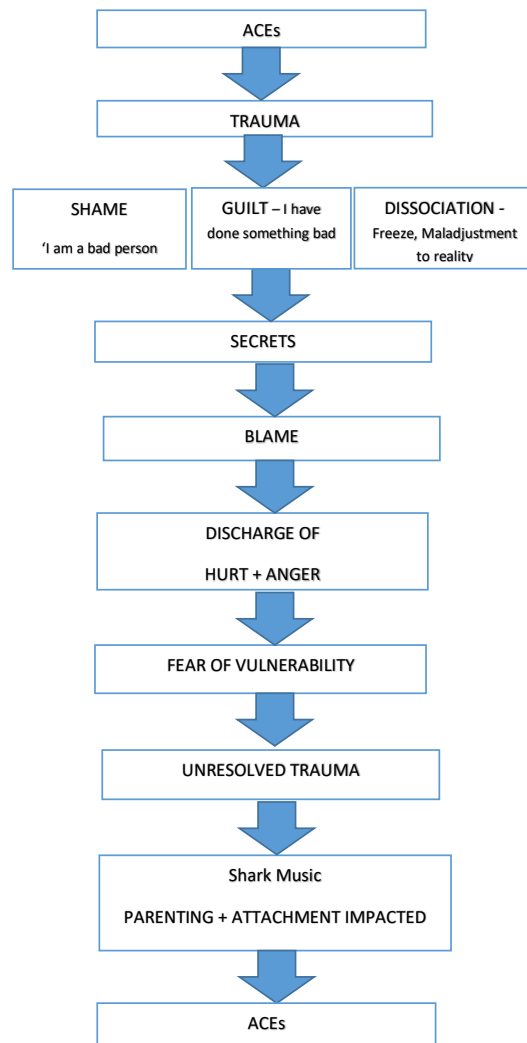 ACEs
TRAUMA
SHAME
'I am a bad person
GUILT – I have
done something bad
DISSOCIATION -
Freeze, Maladjustment
to reality
SECRETS
BLAME
DISCHARGE OF
HURT + ANGER
FEAR OF VULNERABILITY
UNRESOLVED TRAUMA
Shark Music
PARENTING + ATTACHMENT IMPACTED
ACEs